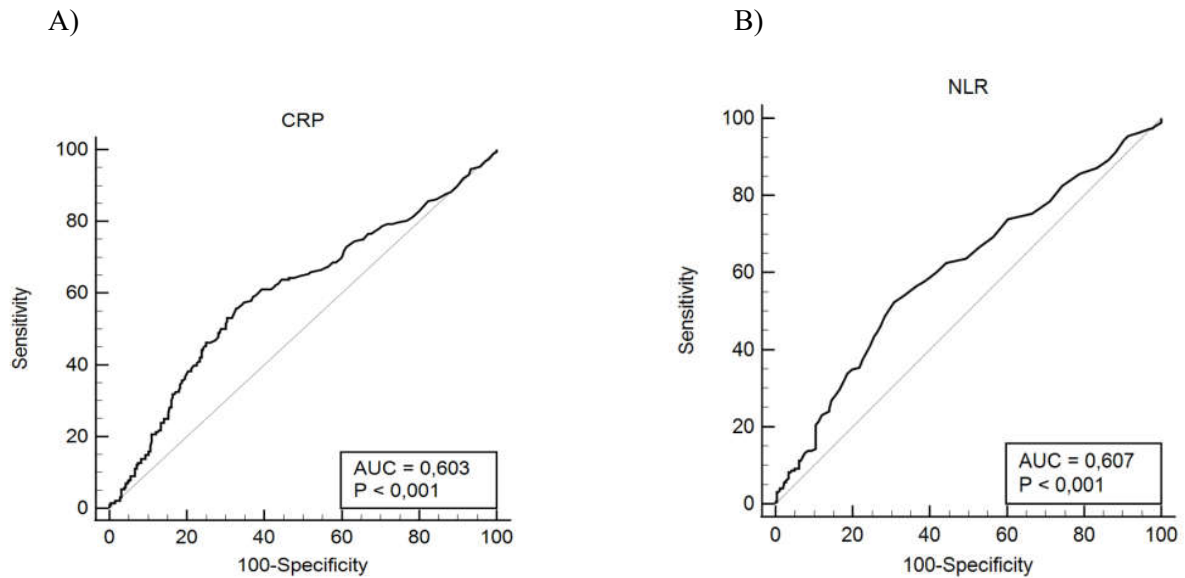 A)
B)
CRP
100
80
60
40
20
0
Sensitivity
AUC = 0,603
P < 0,001
0 20 40 60 80 100
100-Specificity
NLR
100
80
60
40
20
0
Sensitivity
AUC = 0,607
P < 0,001
0 20 40 60 80 100
100-Specificity